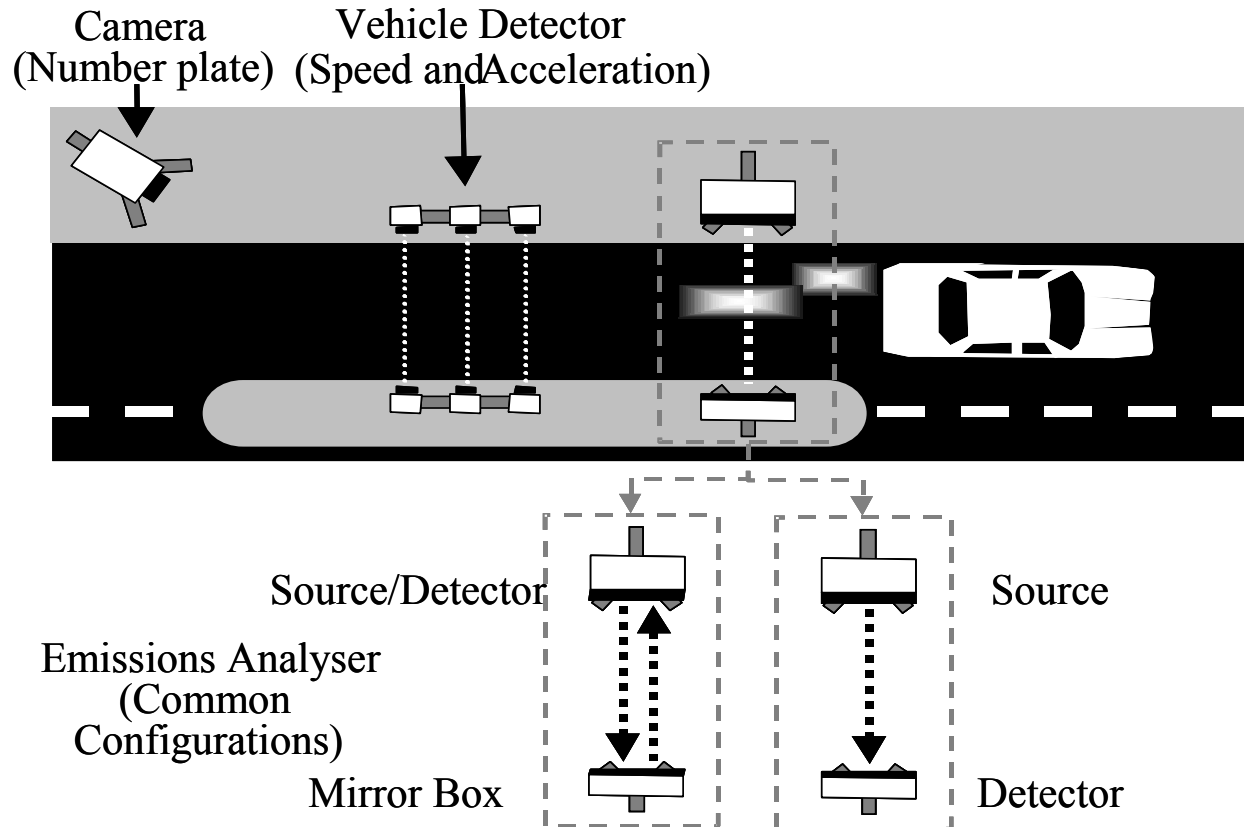 Camera
(Number plate)
Vehicle Detector
(Speed andAcceleration)
Source/Detector
Source
Emissions Analyser
(Common
Configurations)
Mirror Box
Detector